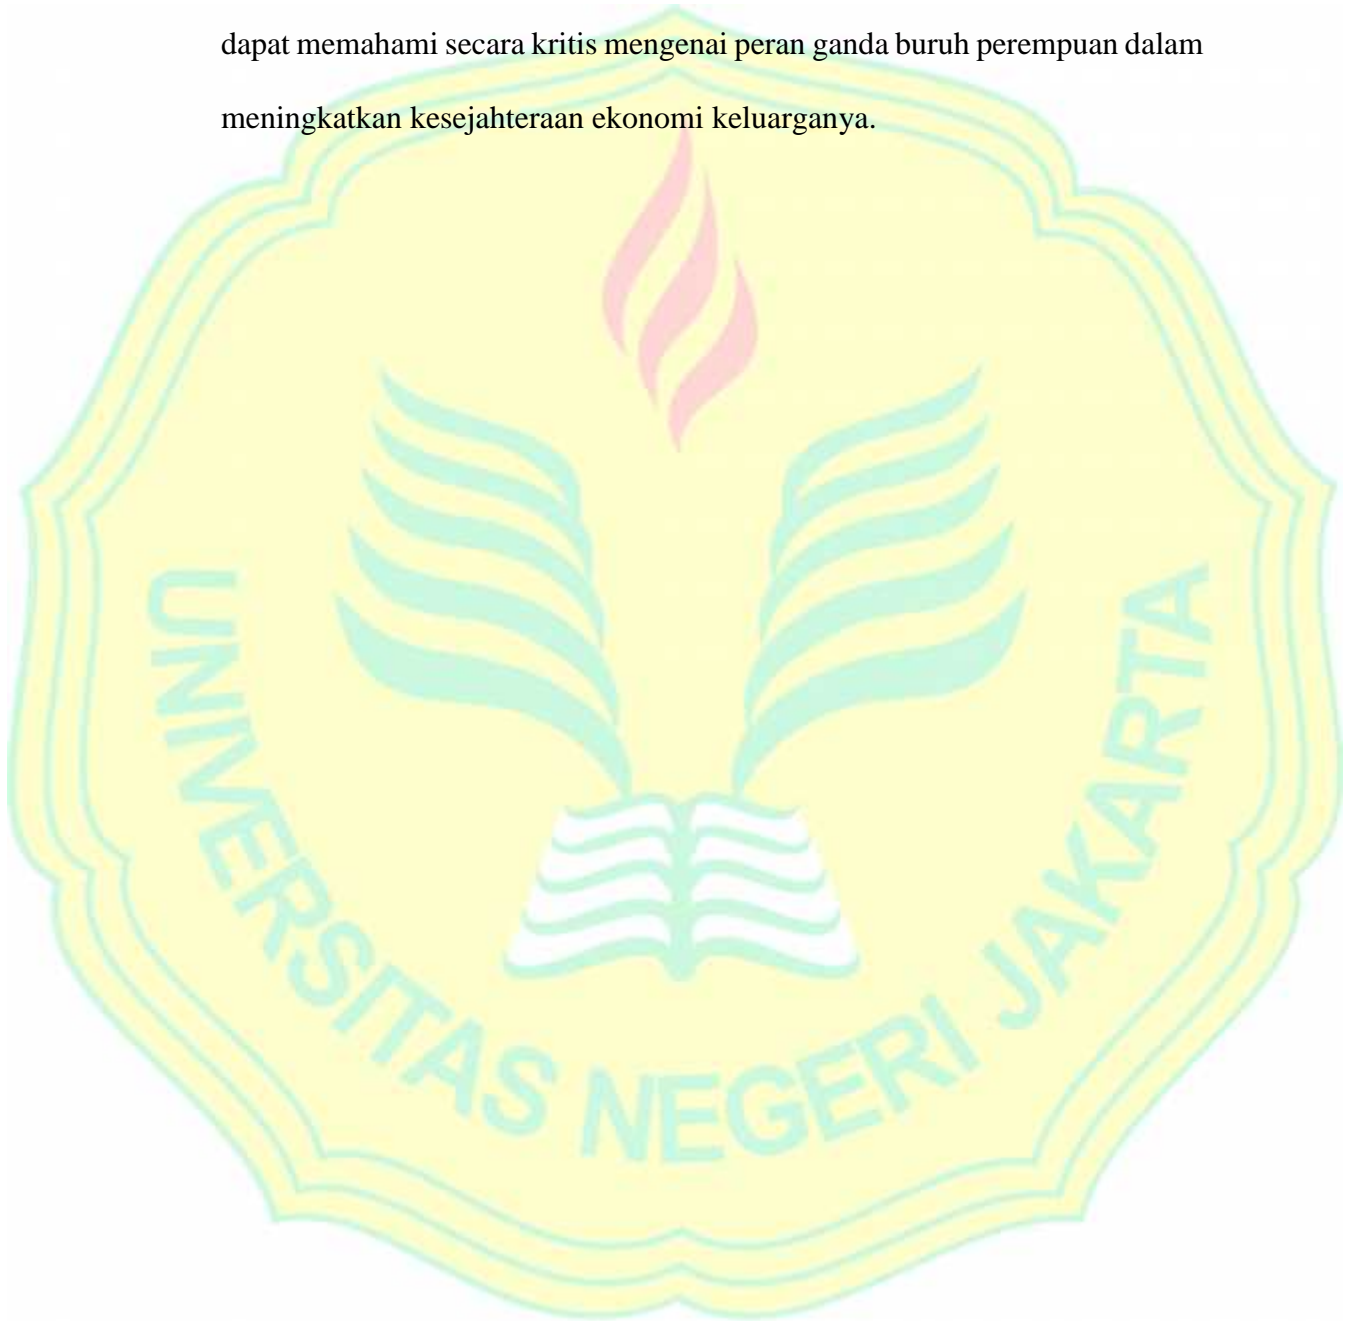 dapat memahami secara kritis mengenai peran ganda buruh perempuan dalam
meningkatkan kesejahteraan ekonomi keluarganya.
UNIVERSITAS NEGERI JAKARTA